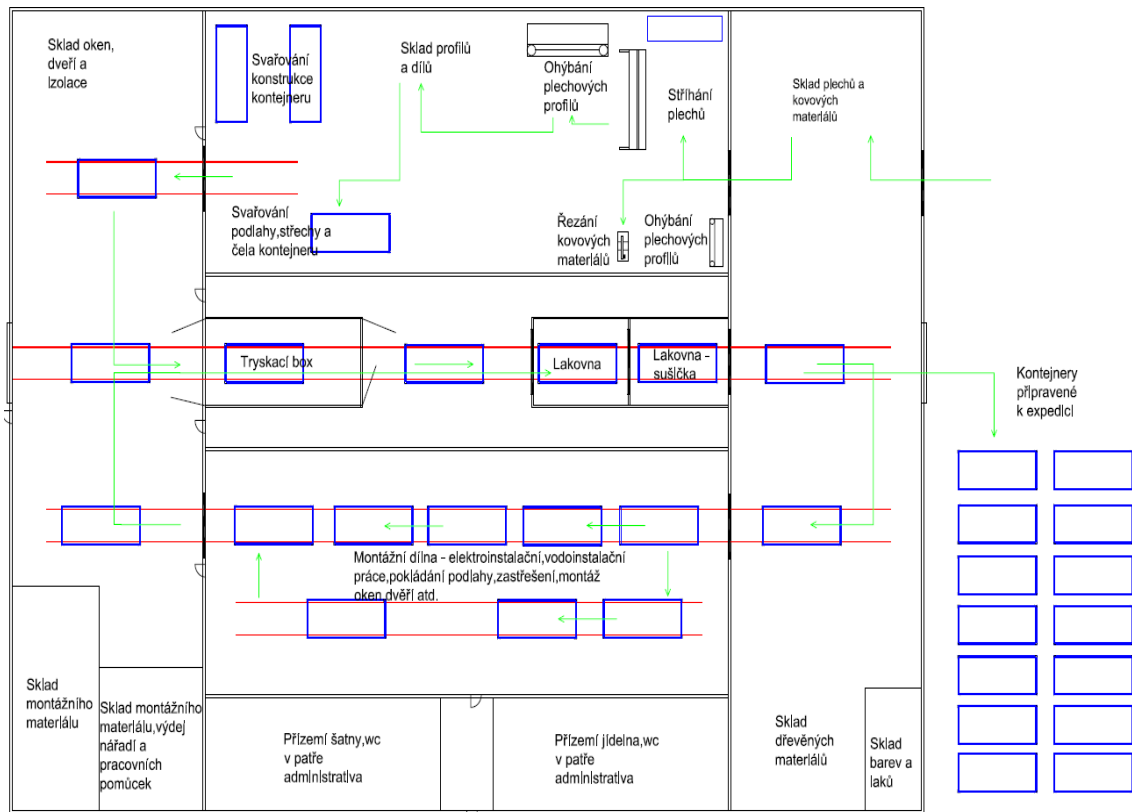 Sklad oken,
dveří a
Izolace
Svařování
konstrukce
kontejneru
Sklad profilů
a dílů
Ohýbání
plechových
profilů
Stříhání
plechů
Sklad plechů a
kovových
materiálů
Svařování
podlahy,střechy a
čela kontejneru
Řezání
kovových
materiálů
Ohýbání
plechových
profilů
Tryskací box
Lakovna
Lakovna -
sušička
Kontejnery
připravené
k expedici
Montážní dílna - elektroinstalační,vodoinstalační
práce,pokládání podlahy,zastřešení,montáž
oken,dvěří atd.
Sklad
montážního
materiálu
Sklad montážního
materiálu,výdej
nářadí a
pracovních
pomůcek
Přízemí šatny,wc
v patře
administrativa
Přízemí jídelna,wc
v patře
administrativa
Sklad
dřevěných
materiálů
Sklad
barev a
laků